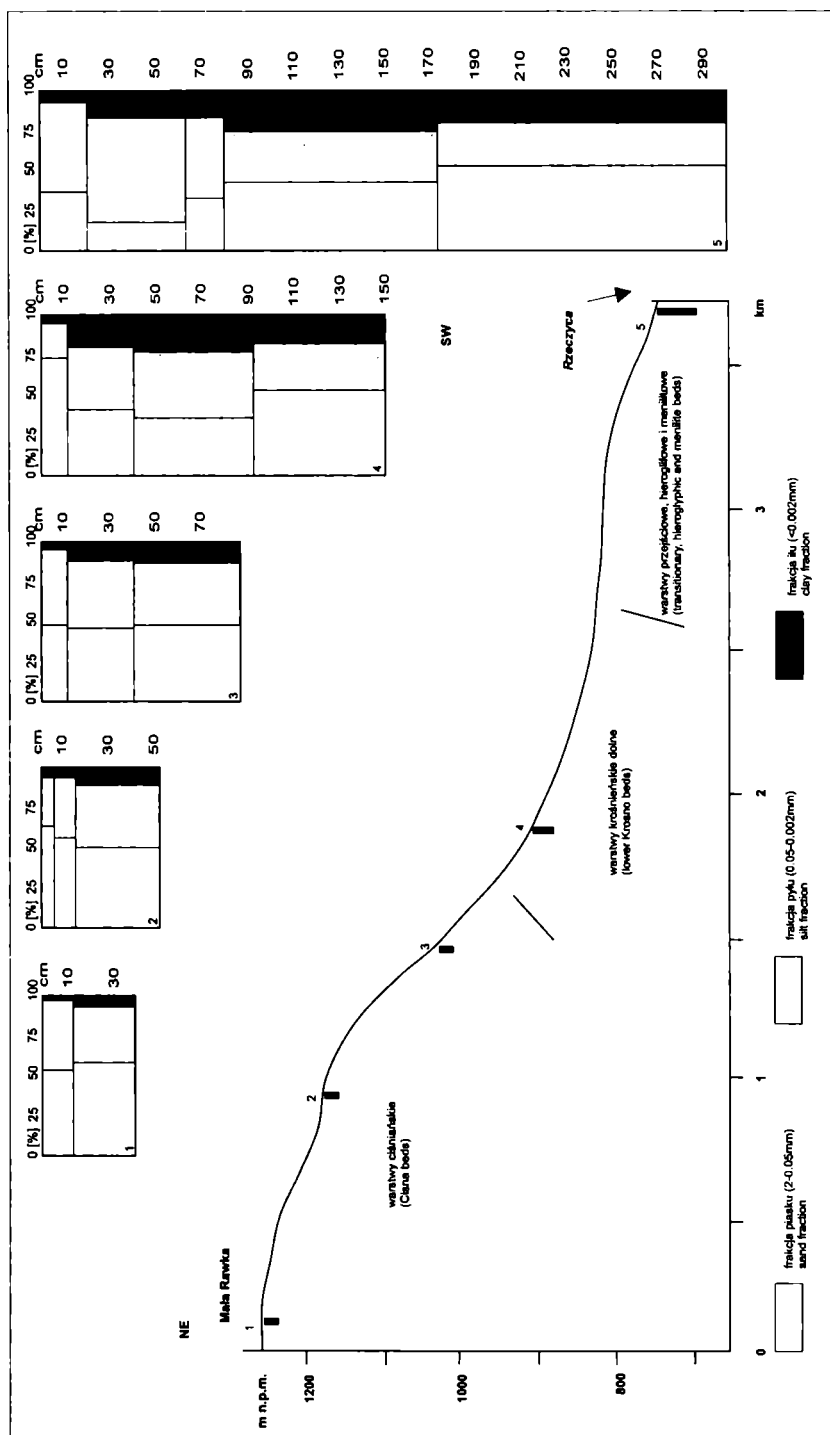 0 [%] 25 50 75 100 cm
10
30
1
0 [%] 25 50 75 cm
10
30
50
2
0 [%] 25 50 75 100 cm
10
30
50
70
3
0 [%] 25 50 75 100 cm
10
30
50
70
90
110
130
150
4
0 [%] 25 50 75 100 cm
10
30
50
70
90
110
130
150
170
190
210
230
250
270
290
5
NE
SW
m n.p.m.
1200
1000
800
Mała Rawka
1
2
3
4
5
Rzeczyca
warstwy ciśniańskie
(Cisna beds)
warstwy krośnieńskie dolne
(lower Krosno beds)
warstwy przejściowe, hieroglifowe i menilitowe
(transitionary, hieroglyphic and menilite beds)
0
1
2
3
km
frakcja piasku (2-0.05mm)
sand fraction
frakcja pyłu (0.05-0.002mm)
silt fraction
frakcja iłu (<0.002mm)
clay fraction